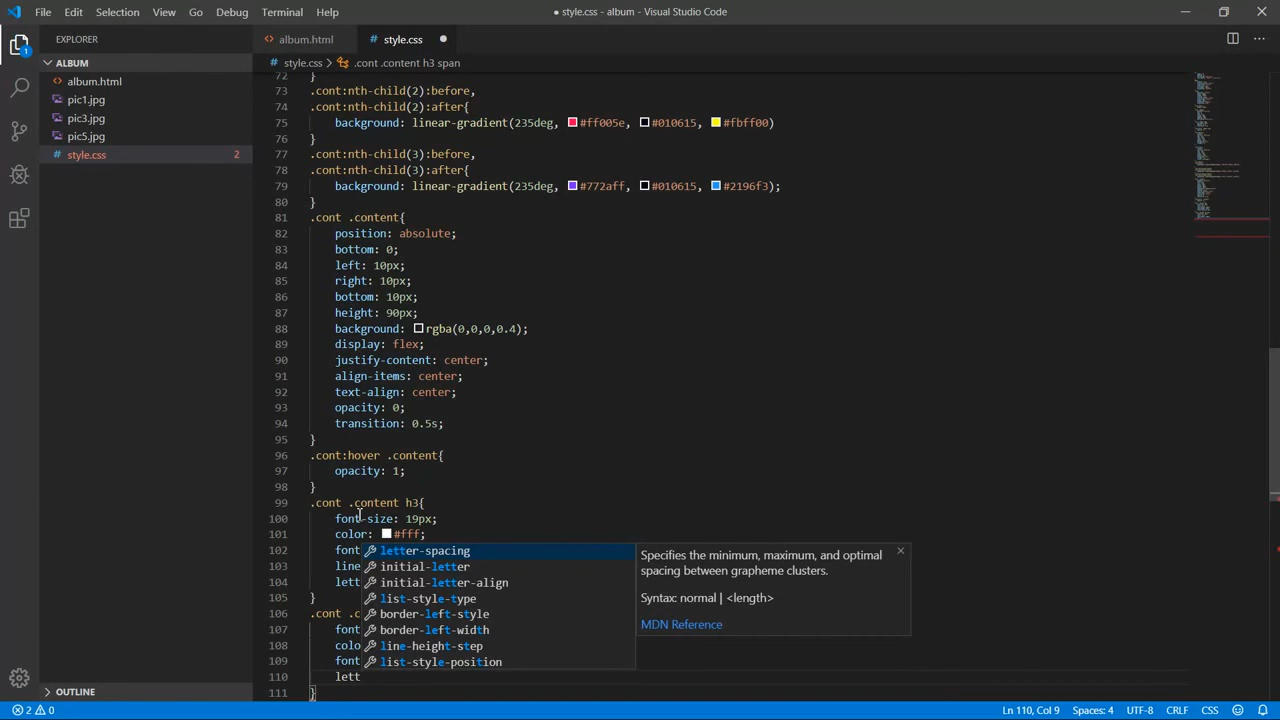 File Edit Selection View Go Debug Terminal Help
● style.css - album - Visual Studio Code
EXPLORER
album.html
style.css
ALBUM
style.css > .cont .content h3 span
album.html
pic1.jpg
pic3.jpg
pic5.jpg
style.css 2
1
72 }
73 .cont:nth-child(2):before,
74 .cont:nth-child(2):after{
75 background: linear-gradient(235deg, #ff005e, #010615, #fbff00)
76 }
77 .cont:nth-child(3):before,
78 .cont:nth-child(3):after{
79 background: linear-gradient(235deg, #772aff, #010615, #2196f3);
80 }
81 .cont .content{
82 position: absolute;
83 bottom: 0;
84 left: 10px;
85 right: 10px;
86 bottom: 10px;
87 height: 90px;
88 background: rgba(0,0,0,0.4);
89 display: flex;
90 justify-content: center;
91 align-items: center;
92 text-align: center;
93 opacity: 0;
94 transition: 0.5s;
95 }
96 .cont:hover .content{
97 opacity: 1;
98 }
99 .cont .content h3{
100 font-size: 19px;
101 color: #fff;
102 font
103 line
104 lett
105 }
106 .cont .c
107 font
108 colo
109 font
110 lett
111 }
letter-spacing
initial-letter
initial-letter-align
list-style-type
border-left-style
border-left-width
line-height-step
list-style-position
Specifies the minimum, maximum, and optimal
spacing between grapheme clusters.
Syntax: normal | <length>
MDN Reference
OUTLINE
2 0
Ln 110, Col 9 Spaces: 4 UTF-8 CRLF CSS